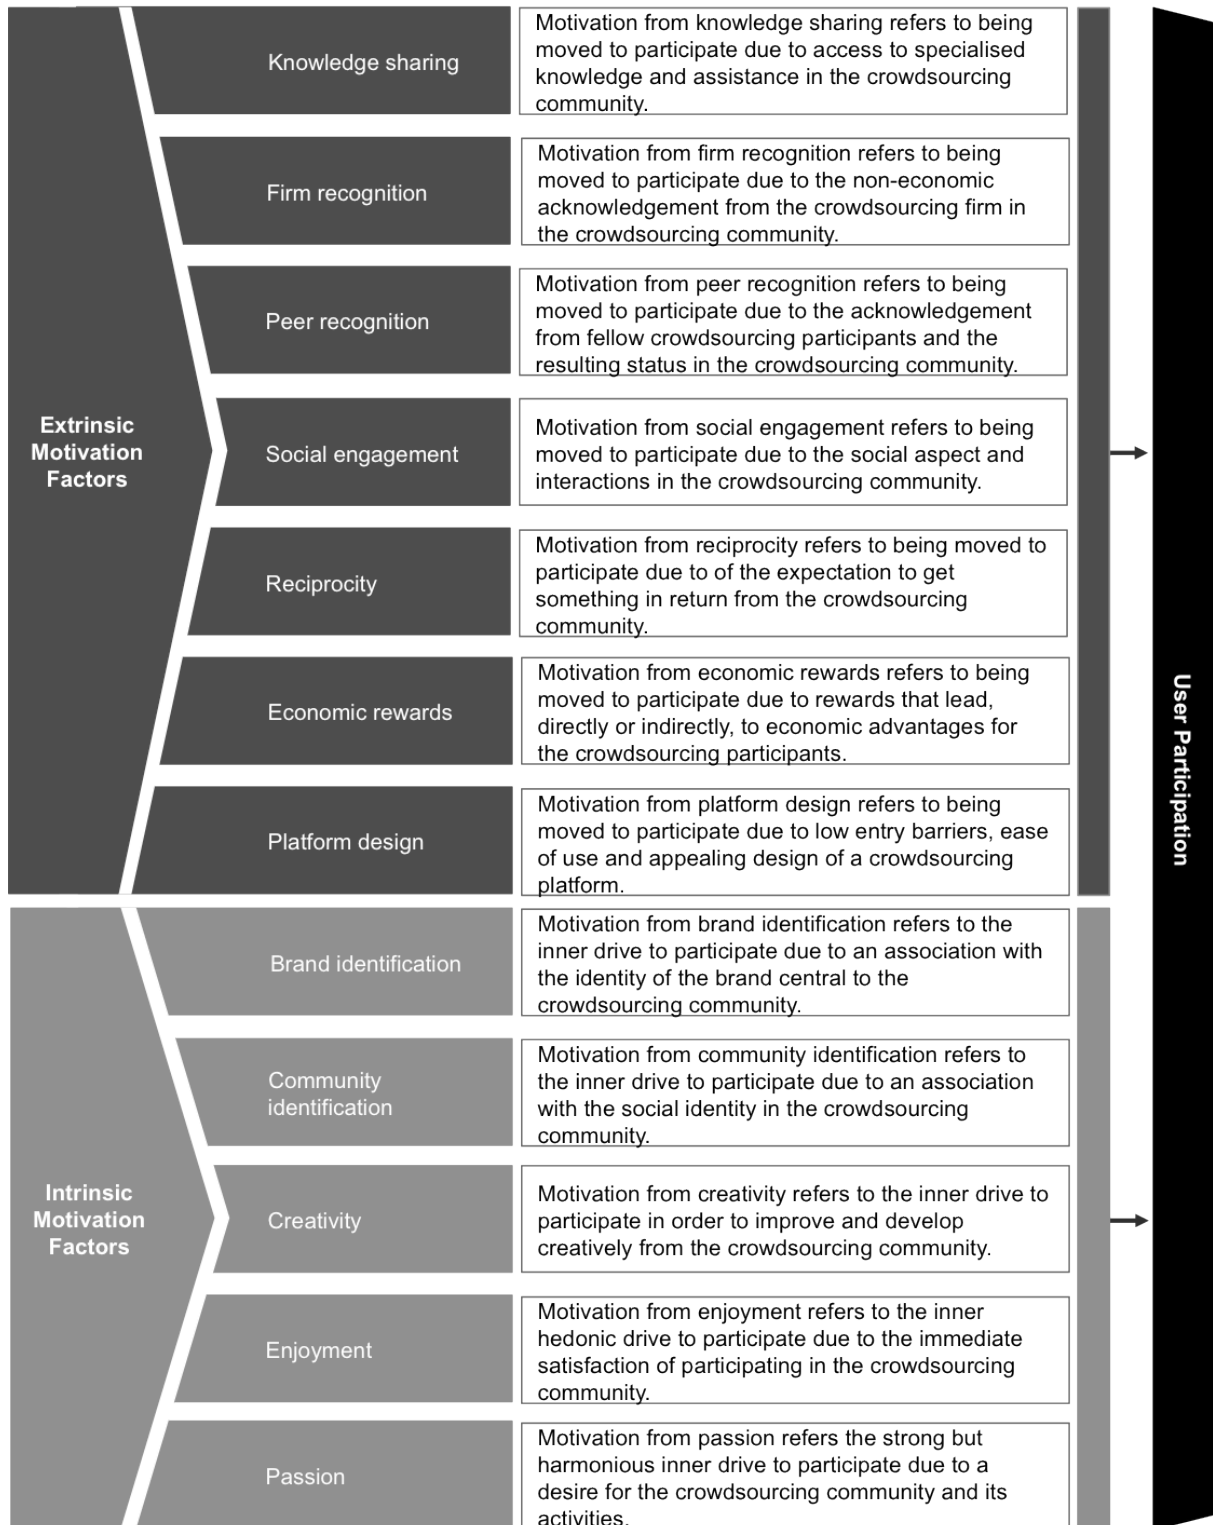 Extrinsic
Motivation
Factors
Knowledge sharing
Motivation from knowledge sharing refers to being
moved to participate due to access to specialised
knowledge and assistance in the crowdsourcing
community.
Firm recognition
Motivation from firm recognition refers to being
moved to participate due to the non-economic
acknowledgement from the crowdsourcing firm in
the crowdsourcing community.
Peer recognition
Motivation from peer recognition refers to being
moved to participate due to the acknowledgement
from fellow crowdsourcing participants and the
resulting status in the crowdsourcing community.
Social engagement
Motivation from social engagement refers to being
moved to participate due to the social aspect and
interactions in the crowdsourcing community.
Reciprocity
Motivation from reciprocity refers to being moved to
participate due to of the expectation to get
something in return from the crowdsourcing
community.
Economic rewards
Motivation from economic rewards refers to being
moved to participate due to rewards that lead,
directly or indirectly, to economic advantages for
the crowdsourcing participants.
Platform design
Motivation from platform design refers to being
moved to participate due to low entry barriers, ease
of use and appealing design of a crowdsourcing
platform.
Intrinsic
Motivation
Factors
Brand identification
Motivation from brand identification refers to the
inner drive to participate due to an association with
the identity of the brand central to the
crowdsourcing community.
Community
identification
Motivation from community identification refers to
the inner drive to participate due to an association
with the social identity in the crowdsourcing
community.
Creativity
Motivation from creativity refers to the inner drive to
participate in order to improve and develop
creatively from the crowdsourcing community.
Enjoyment
Motivation from enjoyment refers to the inner
hedonic drive to participate due to the immediate
satisfaction of participating in the crowdsourcing
community.
Passion
Motivation from passion refers the strong but
harmonious inner drive to participate due to a
desire for the crowdsourcing community and its
activities.
User Participation